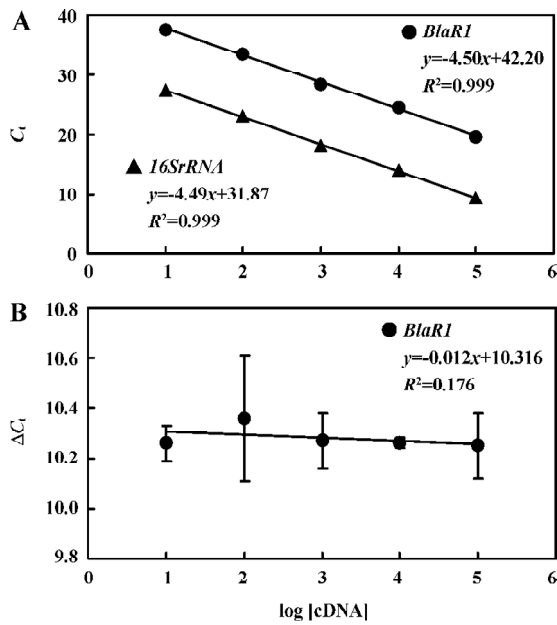 A
40
30
20
10
0
Ct
BlaR1
y=-4.50x+42.20
R²=0.999
16SrRNA
y=-4.49x+31.87
R²=0.999
0 1 2 3 4 5 6
B
10.8
10.6
10.4
10.2
10.0
9.8
ΔCt
BlaR1
y=-0.012x+10.316
R²=0.176
0 1 2 3 4 5 6
log [cDNA]